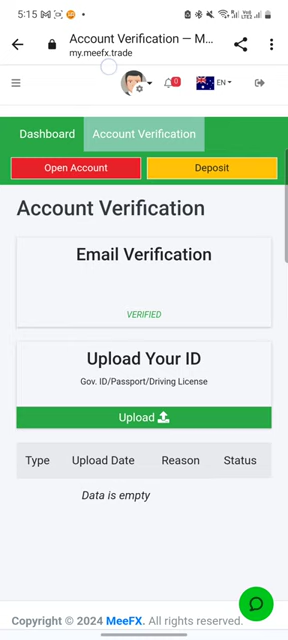 5:15
Account Verification — M...
my.meefx.trade
0
EN
Dashboard
Account Verification
Open Account
Deposit
Account Verification
Email Verification
VERIFIED
Upload Your ID
Gov. ID/Passport/Driving License
Upload
Type Upload Date Reason Status
Data is empty
Copyright © 2024 MeeFX. All rights reserved.